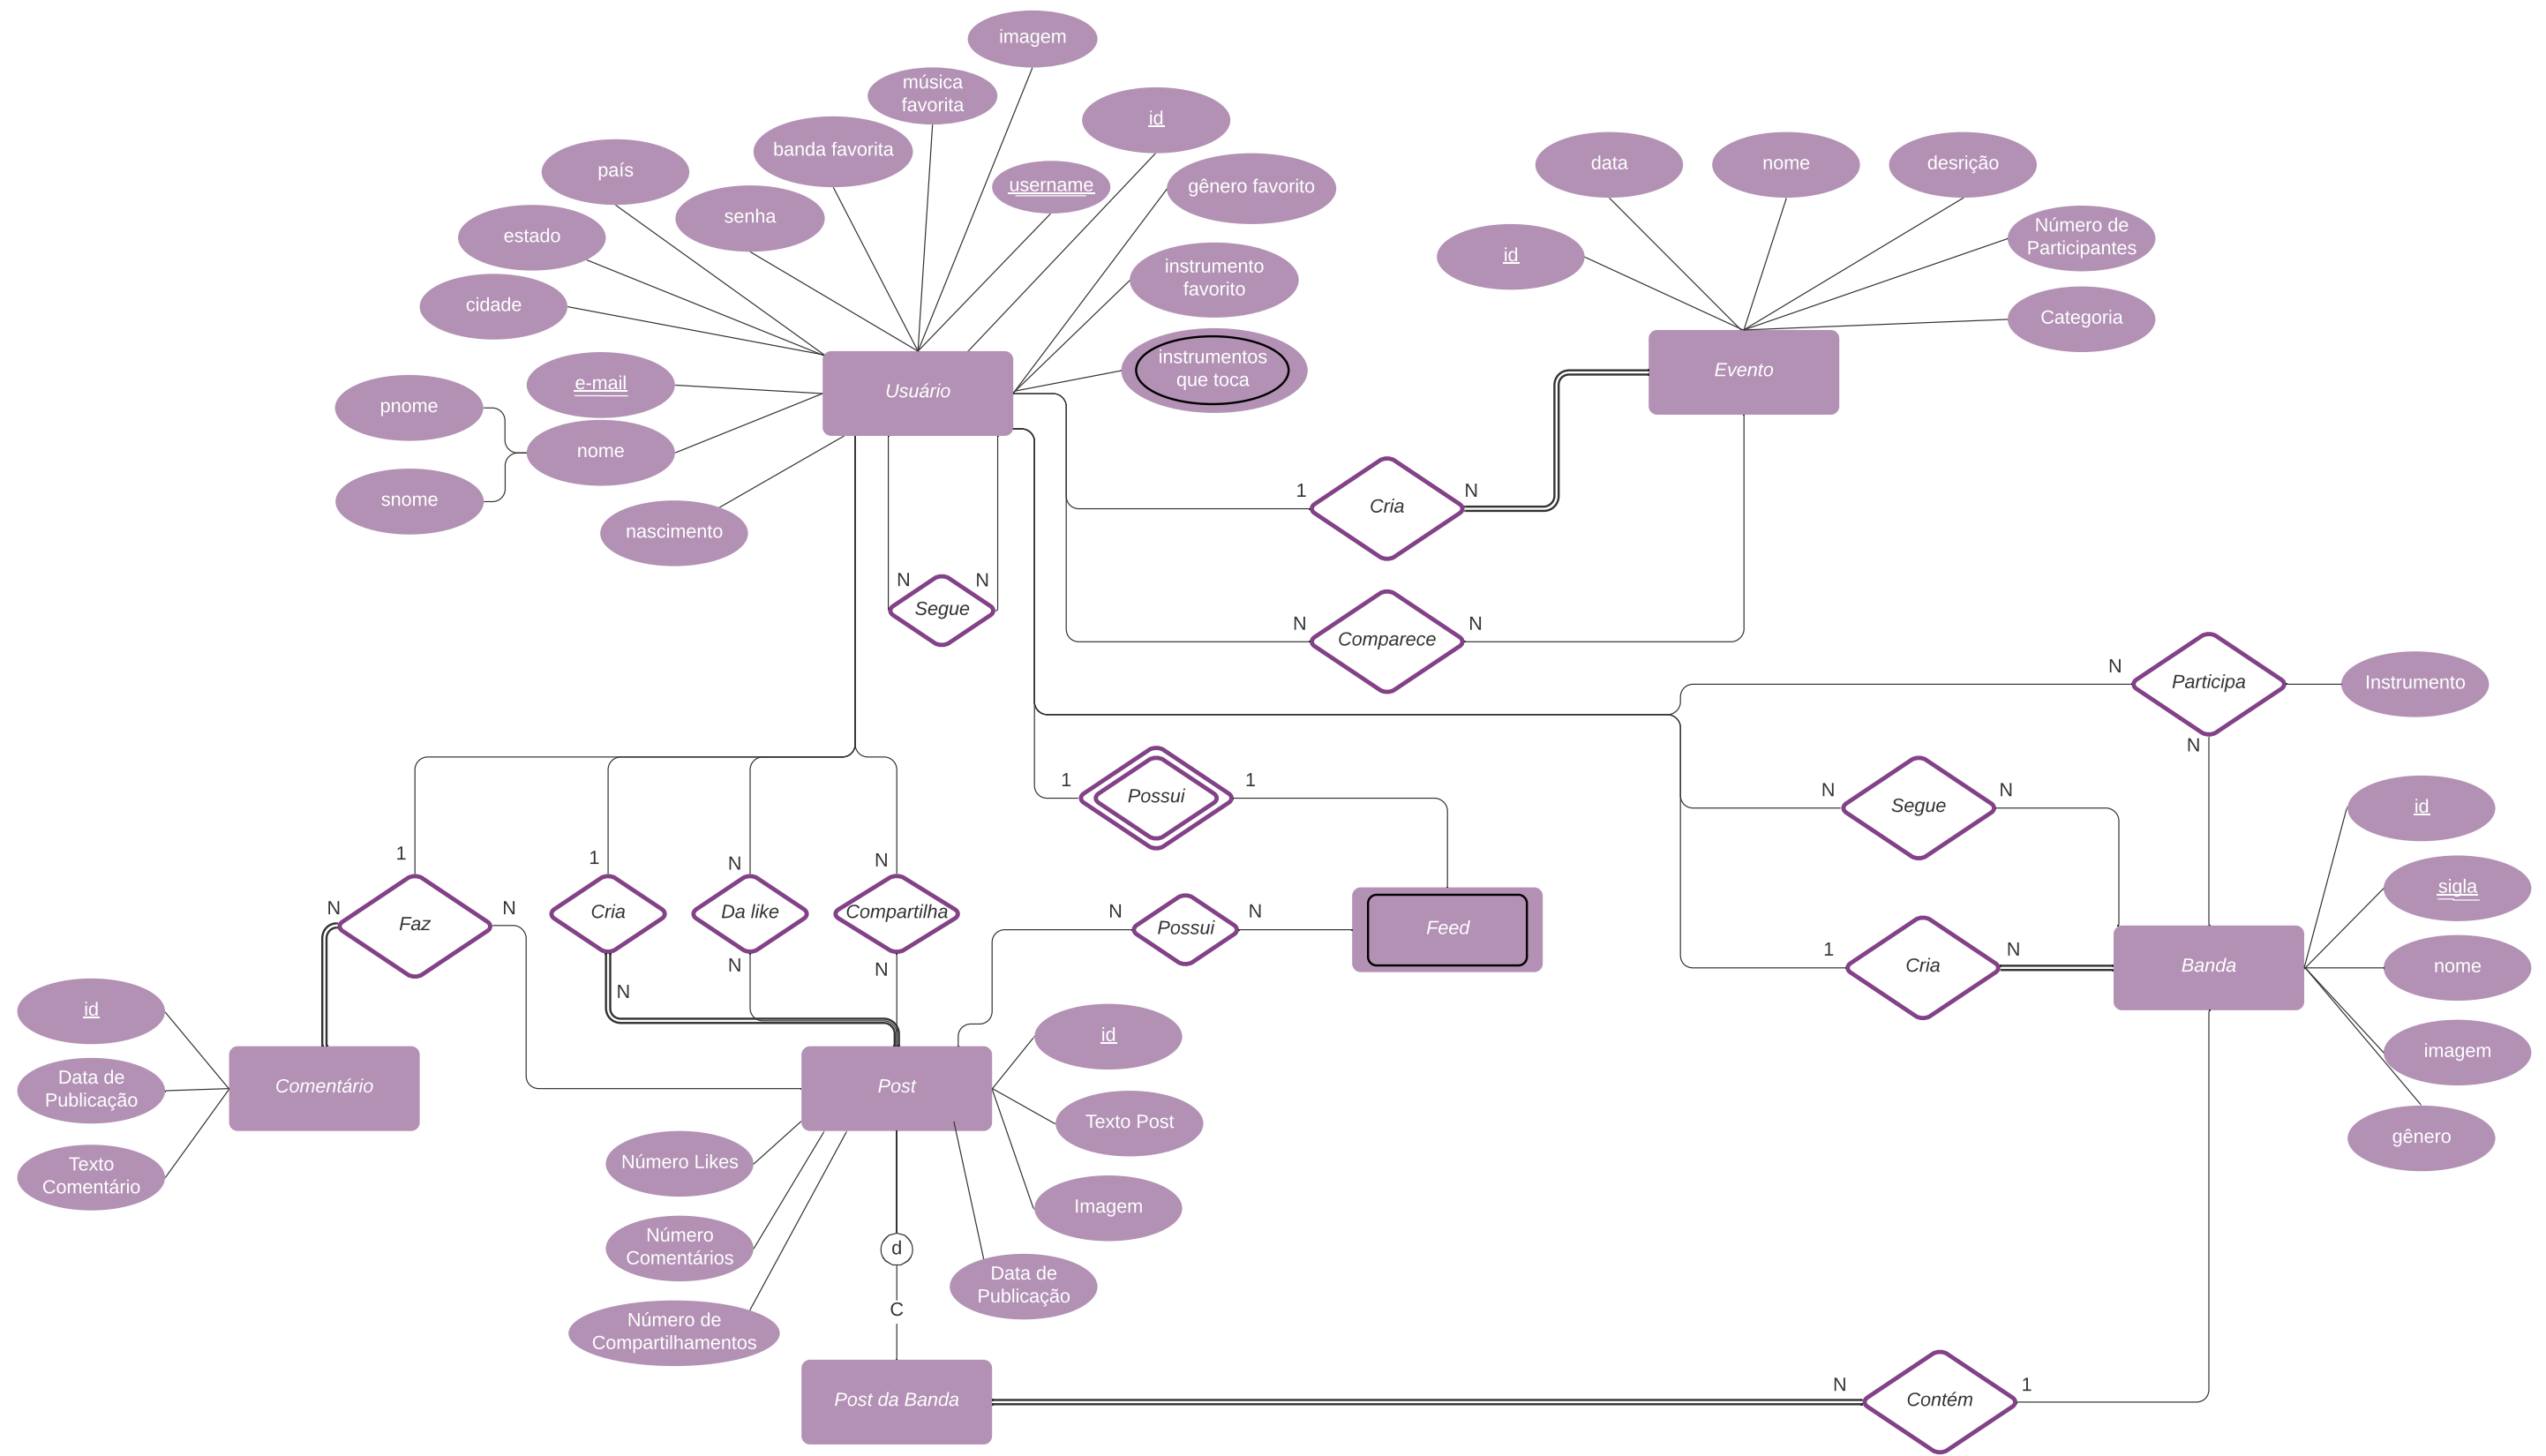 imagem
música
favorita
id
banda favorita
data
nome
desrição
país
username
gênero favorito
senha
estado
Número de
Participantes
id
instrumento
favorito
cidade
Categoria
instrumentos
que toca
Evento
e-mail
Usuário
pnome
nome
snome
1
Cria
N
nascimento
N
N
Segue
N
Comparece
N
N
Participa
Instrumento
N
1
Possui
1
N
Segue
N
id
1
1
N
N
Faz
N
N
Cria
N
Da like
N
Compartilha
N
N
N
Possui
N
Feed
sigla
1
Cria
N
Banda
nome
id
Data de
Publicação
Texto
Comentário
Comentário
Post
id
Texto Post
Imagem
imagem
gênero
Número Likes
Número
Comentários
Número de
Compartilhamentos
d
C
Data de
Publicação
Post da Banda
N
Contém
1